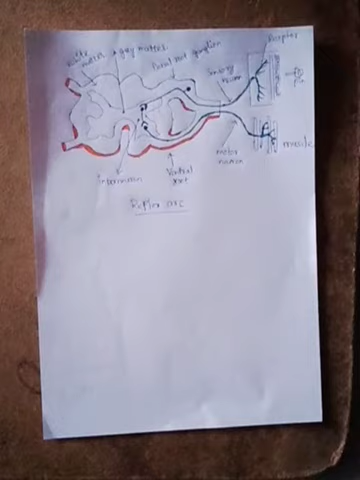 white
matter
grey matter
Dorsal root ganglion
Sensory
neuron
Receptor
muscle
motor
neuron
Ventral
root
Interneuron
Reflex arc